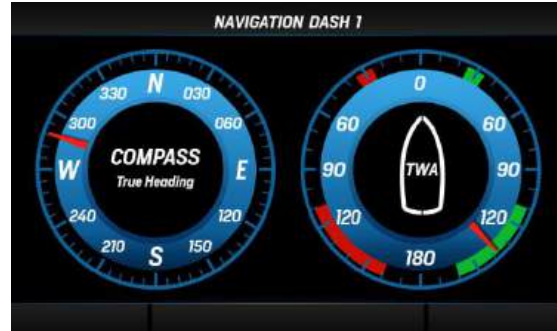 NAVIGATION DASH 1
N
330 030
300 060
COMPASS
True Heading
W E
240 120
210 150
S
0
60 60
TWA
90 90
120 120
180